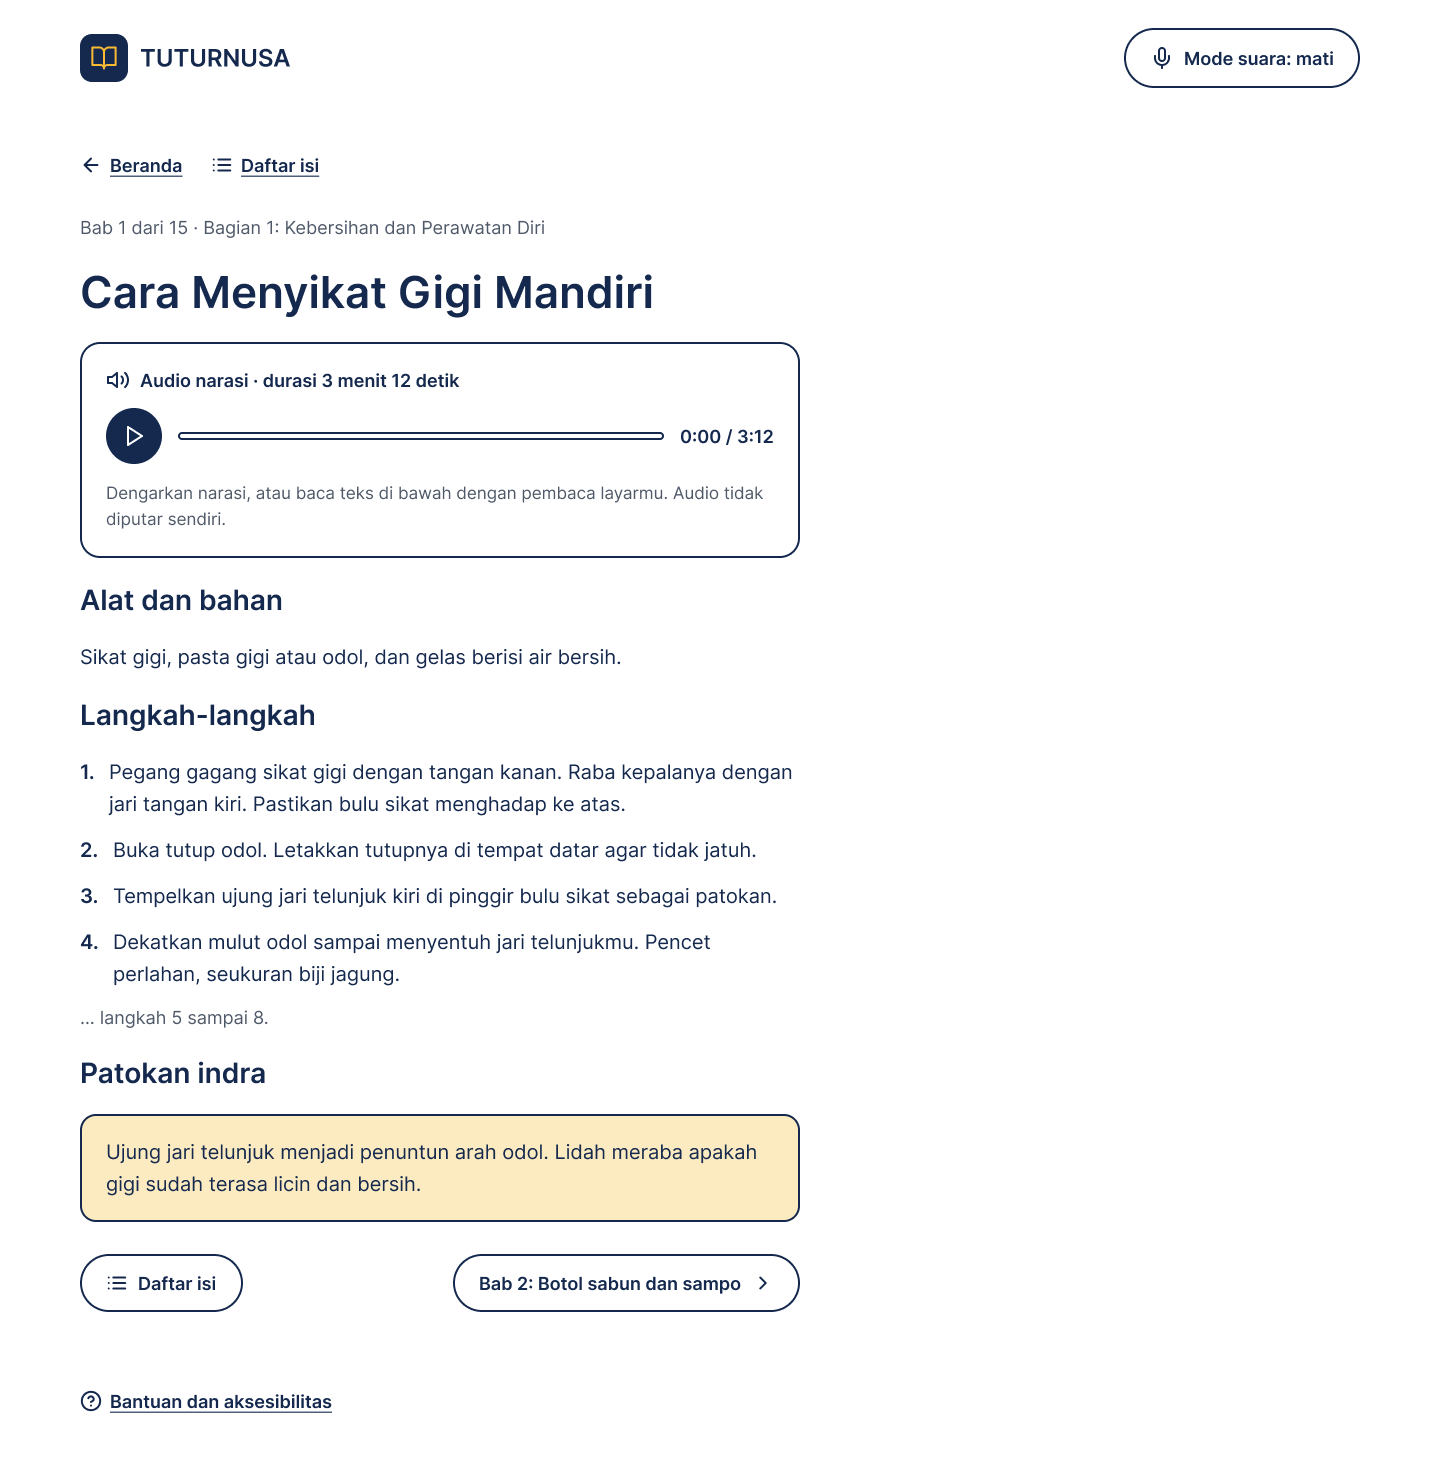 TUTURNUSA
Mode suara: mati
Beranda
Daftar isi
Bab 1 dari 15 · Bagian 1: Kebersihan dan Perawatan Diri
Cara Menyikat Gigi Mandiri
Audio narasi · durasi 3 menit 12 detik
0:00 / 3:12
Dengarkan narasi, atau baca teks di bawah dengan pembaca layarmu. Audio tidak
diputar sendiri.
Alat dan bahan
Sikat gigi, pasta gigi atau odol, dan gelas berisi air bersih.
Langkah-langkah
1. Pegang gagang sikat gigi dengan tangan kanan. Raba kepalanya dengan
jari tangan kiri. Pastikan bulu sikat menghadap ke atas.
2. Buka tutup odol. Letakkan tutupnya di tempat datar agar tidak jatuh.
3. Tempelkan ujung jari telunjuk kiri di pinggir bulu sikat sebagai patokan.
4. Dekatkan mulut odol sampai menyentuh jari telunjukmu. Pencet
perlahan, seukuran biji jagung.
... langkah 5 sampai 8.
Patokan indra
Ujung jari telunjuk menjadi penuntun arah odol. Lidah meraba apakah
gigi sudah terasa licin dan bersih.
Daftar isi
Bab 2: Botol sabun dan sampo
Bantuan dan aksesibilitas